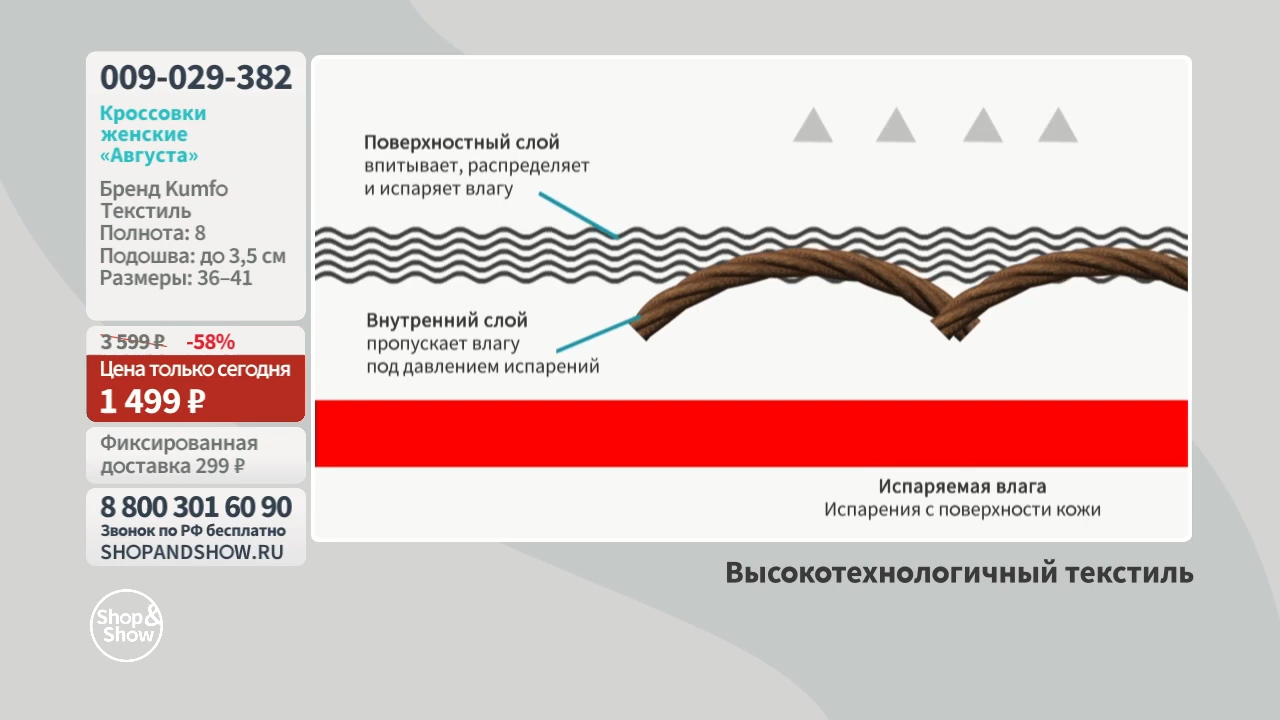 009-029-382
Кроссовки
женские
«Августа»
Бренд Kumfo
Текстиль
Полнота: 8
Подошва: до 3,5 см
Размеры: 36–41
3 599 ₽ -58%
Цена только сегодня
1 499 ₽
Фиксированная
доставка 299 ₽
8 800 301 60 90
Звонок по РФ бесплатно
SHOPANDSHOW.RU
Shop&
Show
Поверхностный слой
впитывает, распределяет
и испаряет влагу
Внутренний слой
пропускает влагу
под давлением испарений
Испаряемая влага
Испарения с поверхности кожи
Высокотехнологичный текстиль